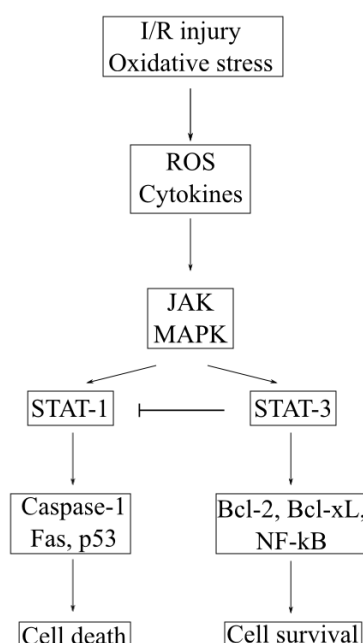 I/R injury
Oxidative stress
ROS
Cytokines
JAK
MAPK
STAT-1
STAT-3
Caspase-1
Fas, p53
Bcl-2, Bcl-xL,
NF-kB
Cell death
Cell survival